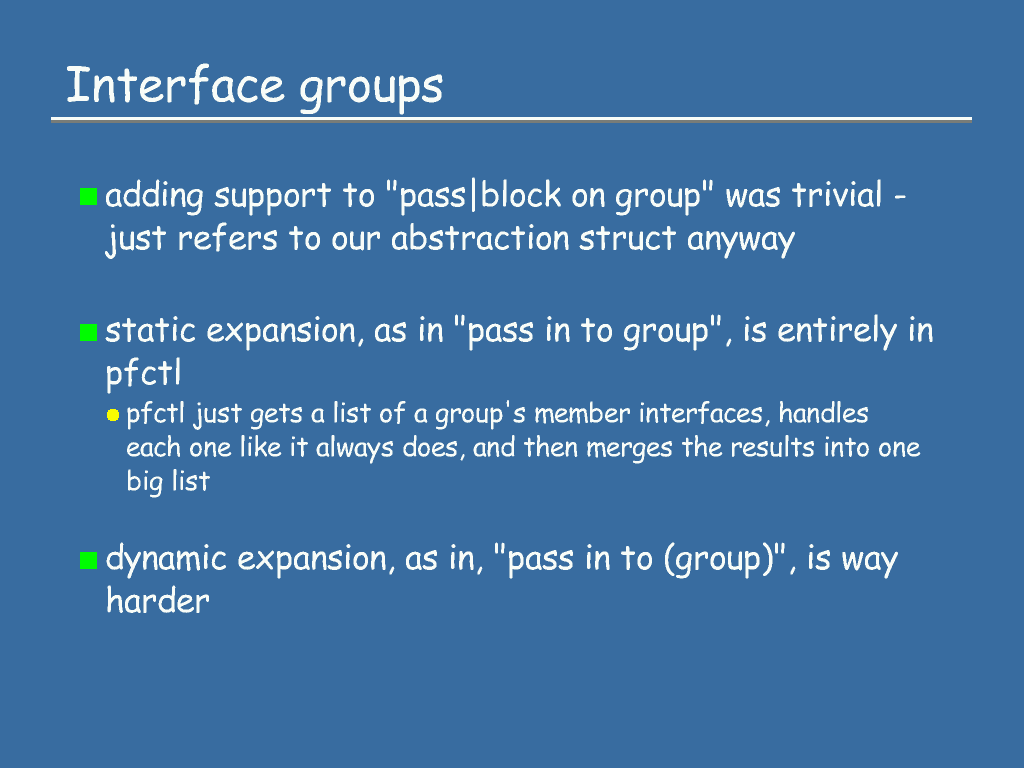 Interface groups
adding support to "pass|block on group" was trivial -
just refers to our abstraction struct anyway
static expansion, as in "pass in to group", is entirely in
pfctl
pfctl just gets a list of a group's member interfaces, handles
each one like it always does, and then merges the results into one
big list
dynamic expansion, as in, "pass in to (group)", is way
harder